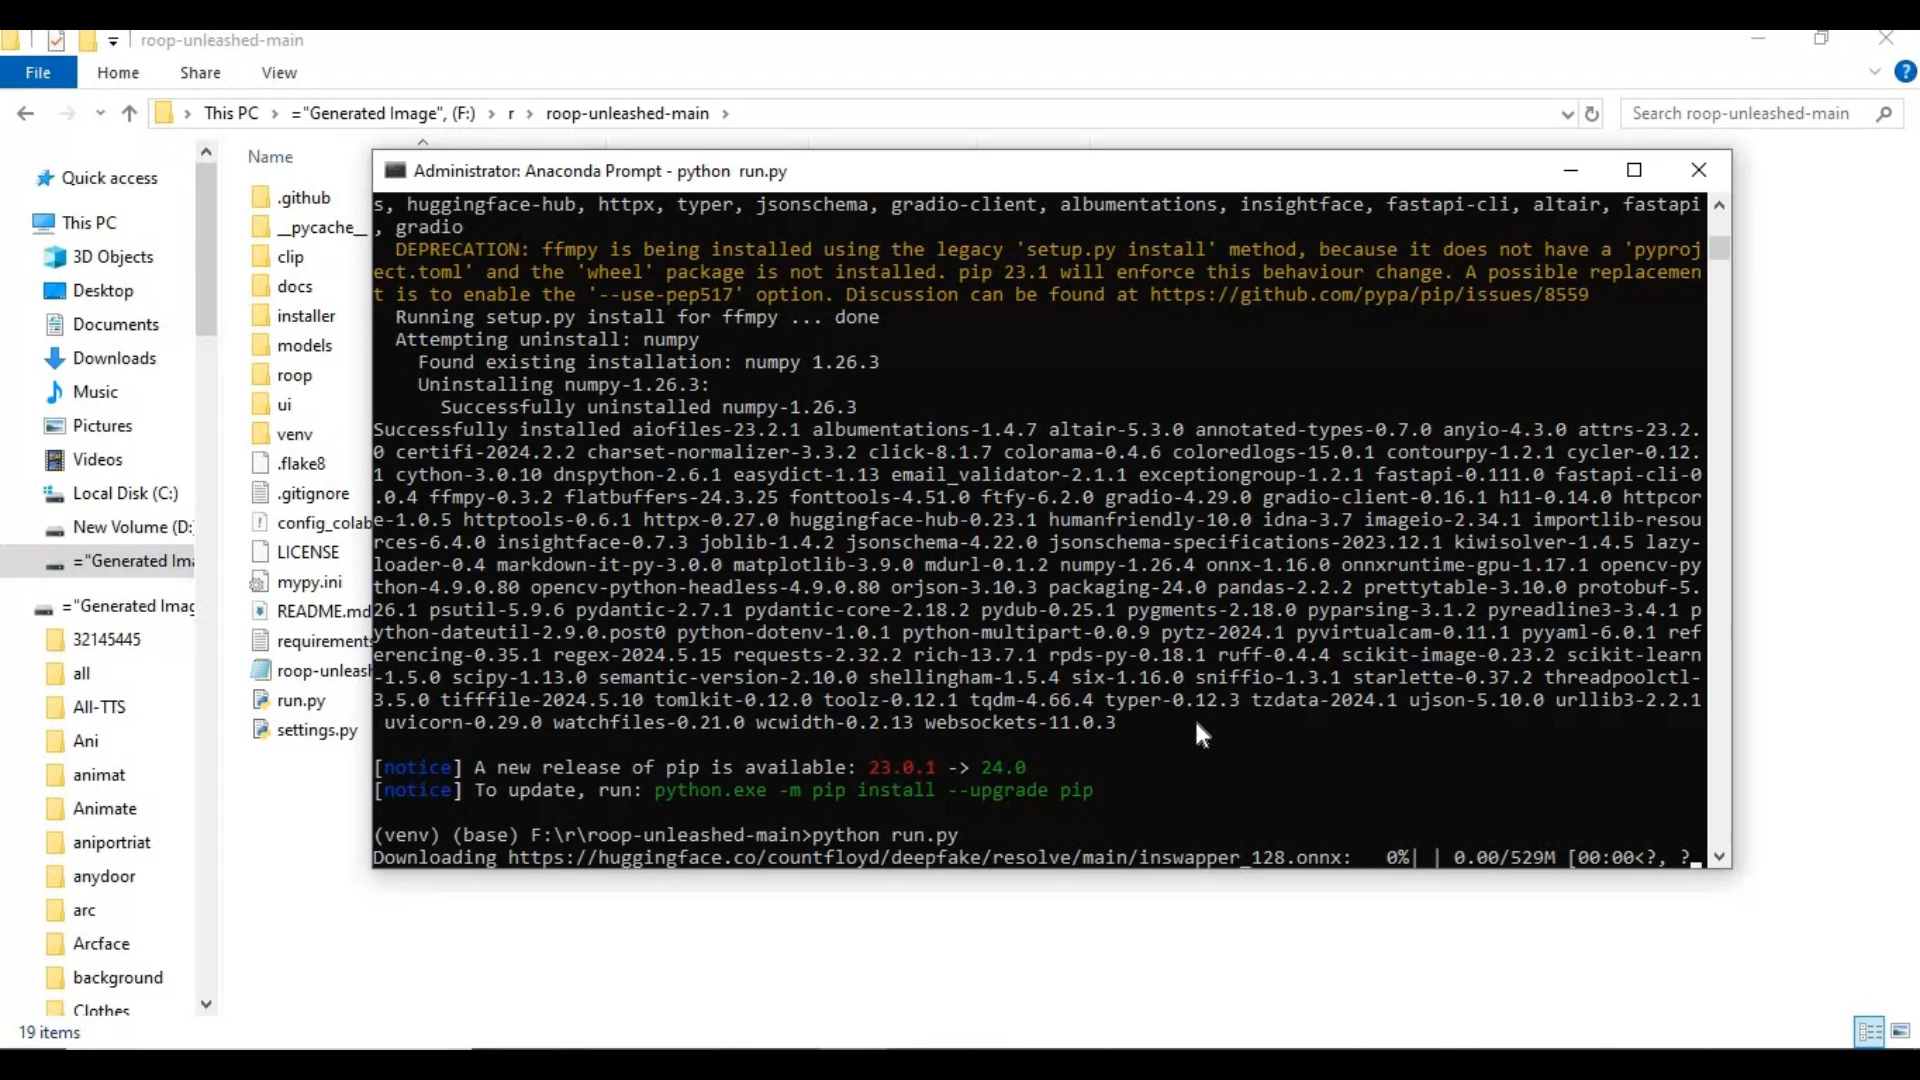 roop-unleashed-main
File Home Share View
This PC > ="Generated Image", (F:) > r > roop-unleashed-main >
Search roop-unleashed-main
Quick access
This PC
3D Objects
Desktop
Documents
Downloads
Music
Pictures
Videos
Local Disk (C:)
New Volume (D:
="Generated Ima
="Generated Imag
32145445
all
All-TTS
Ani
animat
Animate
aniportriat
anydoor
arc
Arcface
background
Clothes
19 items
Name
.github
__pycache__
clip
docs
installer
models
roop
ui
venv
.flake8
.gitignore
config_colab
LICENSE
mypy.ini
README.md
requirements
roop-unleash
run.py
settings.py
Administrator: Anaconda Prompt - python  run.py
s, huggingface-hub, httpx, typer, jsonschema, gradio-client, albumentations, insightface, fastapi-cli, altair, fastapi
, gradio
  DEPRECATION: ffmpy is being installed using the legacy 'setup.py install' method, because it does not have a 'pyproj
ect.toml' and the 'wheel' package is not installed. pip 23.1 will enforce this behaviour change. A possible replacemen
t is to enable the '--use-pep517' option. Discussion can be found at https://github.com/pypa/pip/issues/8559
  Running setup.py install for ffmpy ... done
  Attempting uninstall: numpy
    Found existing installation: numpy 1.26.3
    Uninstalling numpy-1.26.3:
      Successfully uninstalled numpy-1.26.3
Successfully installed aiofiles-23.2.1 albumentations-1.4.7 altair-5.3.0 annotated-types-0.7.0 anyio-4.3.0 attrs-23.2.
0 certifi-2024.2.2 charset-normalizer-3.3.2 click-8.1.7 colorama-0.4.6 coloredlogs-15.0.1 contourpy-1.2.1 cycler-0.12.
1 cython-3.0.10 dnspython-2.6.1 easydict-1.13 email_validator-2.1.1 exceptiongroup-1.2.1 fastapi-0.111.0 fastapi-cli-0
.0.4 ffmpy-0.3.2 flatbuffers-24.3.25 fonttools-4.51.0 ftfy-6.2.0 gradio-4.29.0 gradio-client-0.16.1 h11-0.14.0 httpcor
e-1.0.5 httptools-0.6.1 httpx-0.27.0 huggingface-hub-0.23.1 humanfriendly-10.0 idna-3.7 imageio-2.34.1 importlib-resou
rces-6.4.0 insightface-0.7.3 joblib-1.4.2 jsonschema-4.22.0 jsonschema-specifications-2023.12.1 kiwisolver-1.4.5 lazy-
loader-0.4 markdown-it-py-3.0.0 matplotlib-3.9.0 mdurl-0.1.2 numpy-1.26.4 onnx-1.16.0 onnxruntime-gpu-1.17.1 opencv-py
thon-4.9.0.80 opencv-python-headless-4.9.0.80 orjson-3.10.3 packaging-24.0 pandas-2.2.2 prettytable-3.10.0 protobuf-5.
26.1 psutil-5.9.6 pydantic-2.7.1 pydantic-core-2.18.2 pydub-0.25.1 pygments-2.18.0 pyparsing-3.1.2 pyreadline3-3.4.1 p
ython-dateutil-2.9.0.post0 python-dotenv-1.0.1 python-multipart-0.0.9 pytz-2024.1 pyvirtualcam-0.11.1 pyyaml-6.0.1 ref
erencing-0.35.1 regex-2024.5.15 requests-2.32.2 rich-13.7.1 rpds-py-0.18.1 ruff-0.4.4 scikit-image-0.23.2 scikit-learn
-1.5.0 scipy-1.13.0 semantic-version-2.10.0 shellingham-1.5.4 six-1.16.0 sniffio-1.3.1 starlette-0.37.2 threadpoolctl-
3.5.0 tifffile-2024.5.10 tomlkit-0.12.0 toolz-0.12.1 tqdm-4.66.4 typer-0.12.3 tzdata-2024.1 ujson-5.10.0 urllib3-2.2.1
 uvicorn-0.29.0 watchfiles-0.21.0 wcwidth-0.2.13 websockets-11.0.3
[notice] A new release of pip is available: 23.0.1 -> 24.0
[notice] To update, run: python.exe -m pip install --upgrade pip
(venv) (base) F:\r\roop-unleashed-main>python run.py
Downloading https://huggingface.co/countfloyd/deepfake/resolve/main/inswapper_128.onnx:   0%| | 0.00/529M [00:00<?, ?